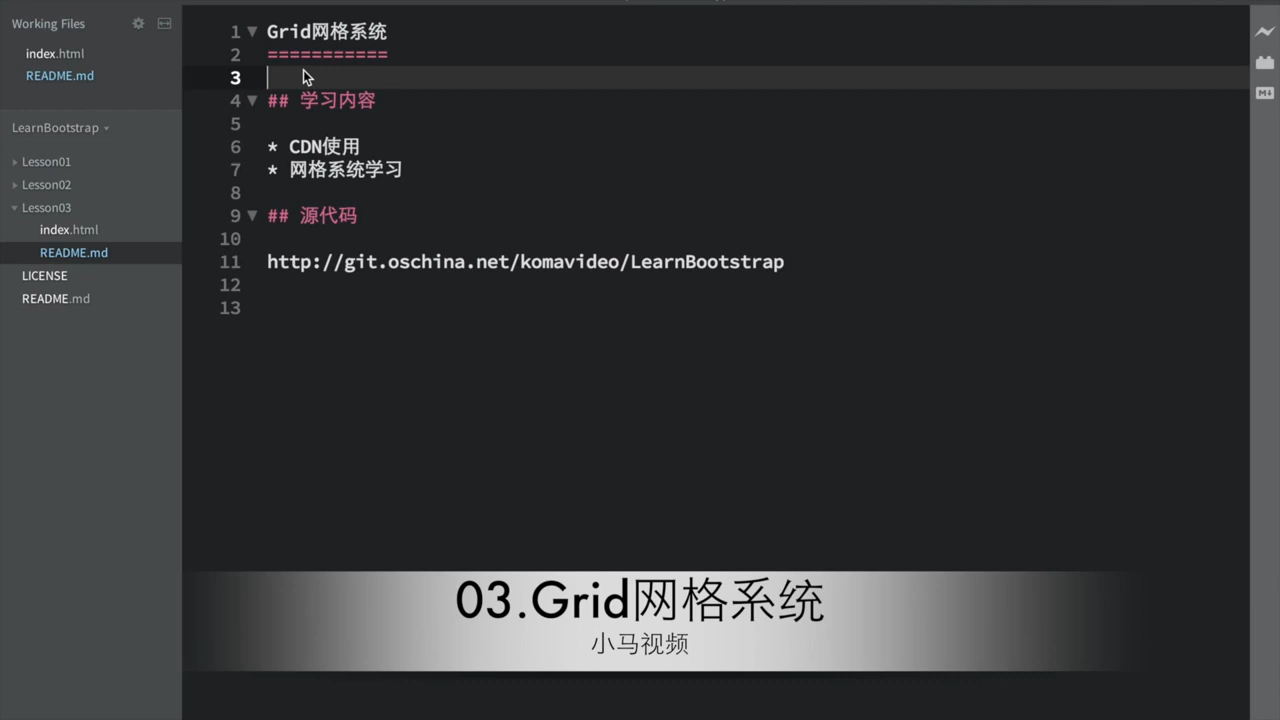 Working Files
index.html
README.md
LearnBootstrap
Lesson01
Lesson02
Lesson03
index.html
README.md
LICENSE
README.md
1 Grid网格系统
2 ===========
3
4 ## 学习内容
5
6 * CDN使用
7 * 网格系统学习
8
9 ## 源代码
10
11 http://git.oschina.net/komavideo/LearnBootstrap
12
13
M↓
03.Grid网格系统
小马视频